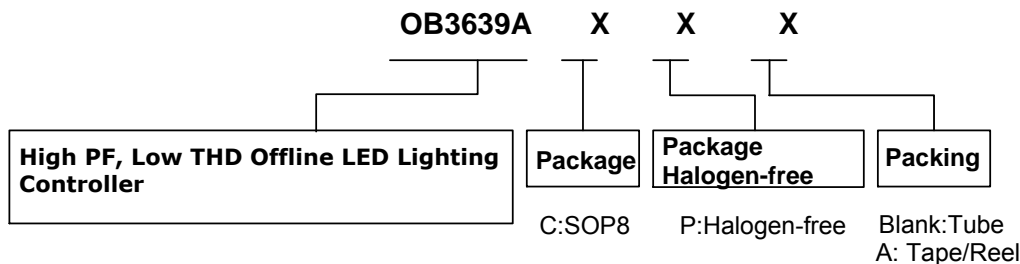 OB3639A X X X
High PF, Low THD Offline LED Lighting
Controller
Package
Package
Halogen-free
Packing
C:SOP8
P:Halogen-free
Blank:Tube
A: Tape/Reel